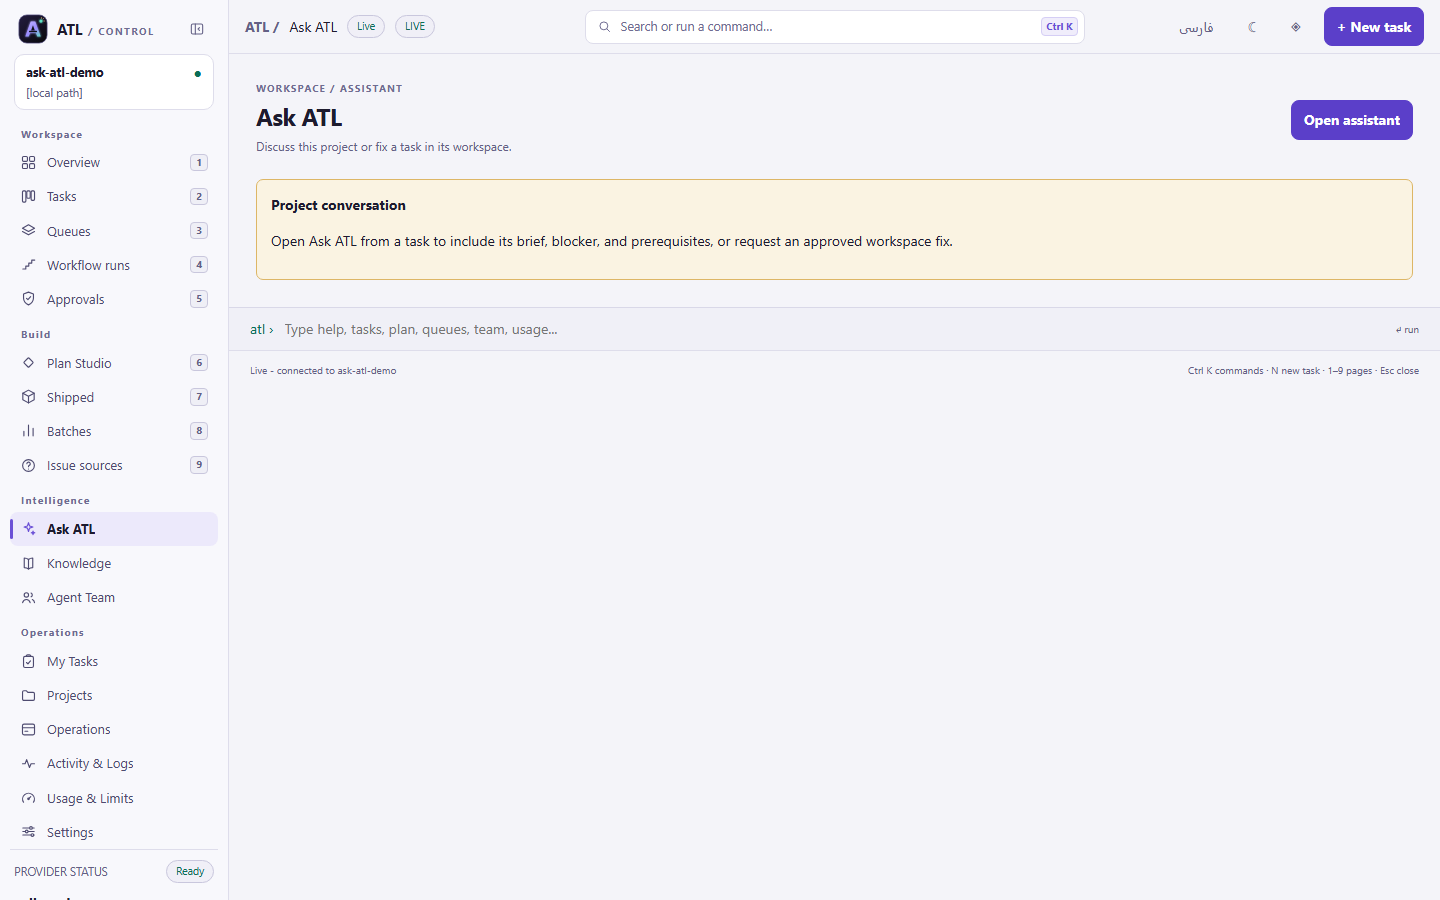 ATL / CONTROL
ask-atl-demo
[local path]
Workspace
Overview 1
Tasks 2
Queues 3
Workflow runs 4
Approvals 5
Build
Plan Studio 6
Shipped 7
Batches 8
Issue sources 9
Intelligence
Ask ATL
Knowledge
Agent Team
Operations
My Tasks
Projects
Operations
Activity & Logs
Usage & Limits
Settings
PROVIDER STATUS Ready
ATL / Ask ATL Live LIVE
Search or run a command... Ctrl K
فارسی
+ New task
WORKSPACE / ASSISTANT
Ask ATL
Discuss this project or fix a task in its workspace.
Open assistant
Project conversation
Open Ask ATL from a task to include its brief, blocker, and prerequisites, or request an approved workspace fix.
atl › Type help, tasks, plan, queues, team, usage...
↵ run
Live - connected to ask-atl-demo
Ctrl K commands · N new task · 1–9 pages · Esc close